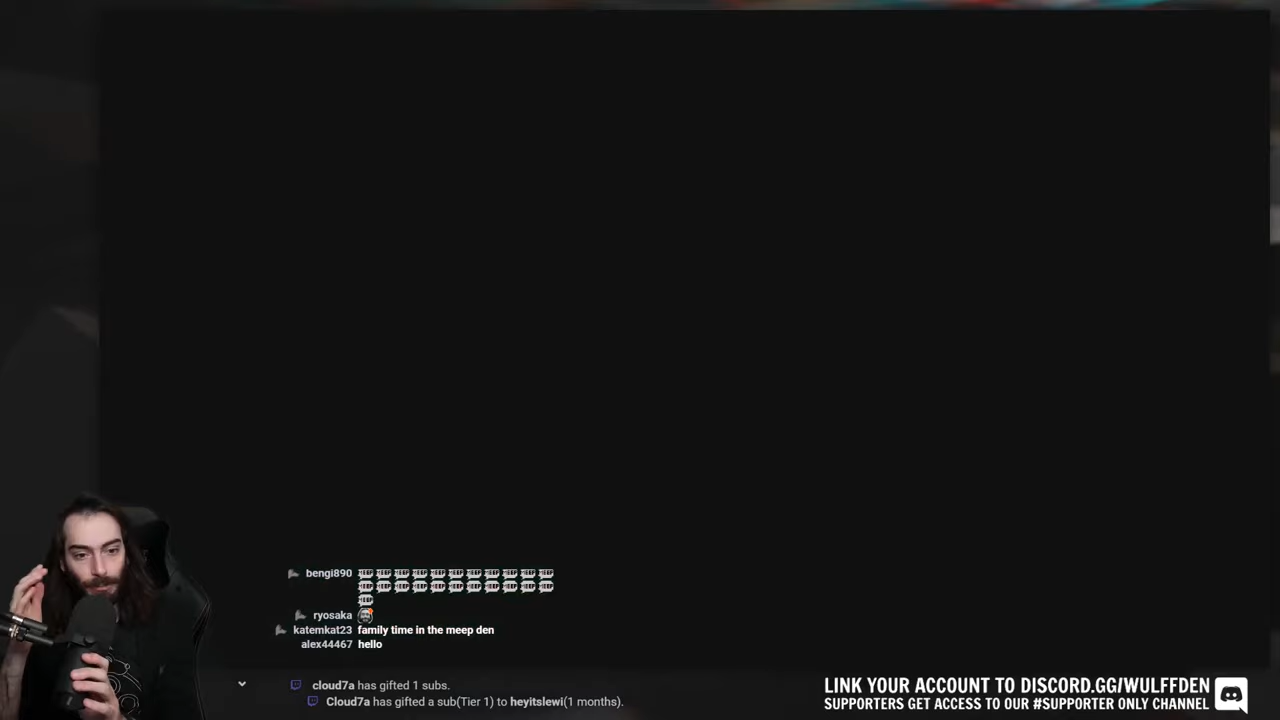 bengi890
ryosaka
katemkat23 family time in the meep den
alex44467 hello
cloud7a has gifted 1 subs.
Cloud7a has gifted a sub(Tier 1) to heyitslewi(1 months).
LINK YOUR ACCOUNT TO DISCORD.GG/WULFFDEN
SUPPORTERS GET ACCESS TO OUR #SUPPORTER ONLY CHANNEL